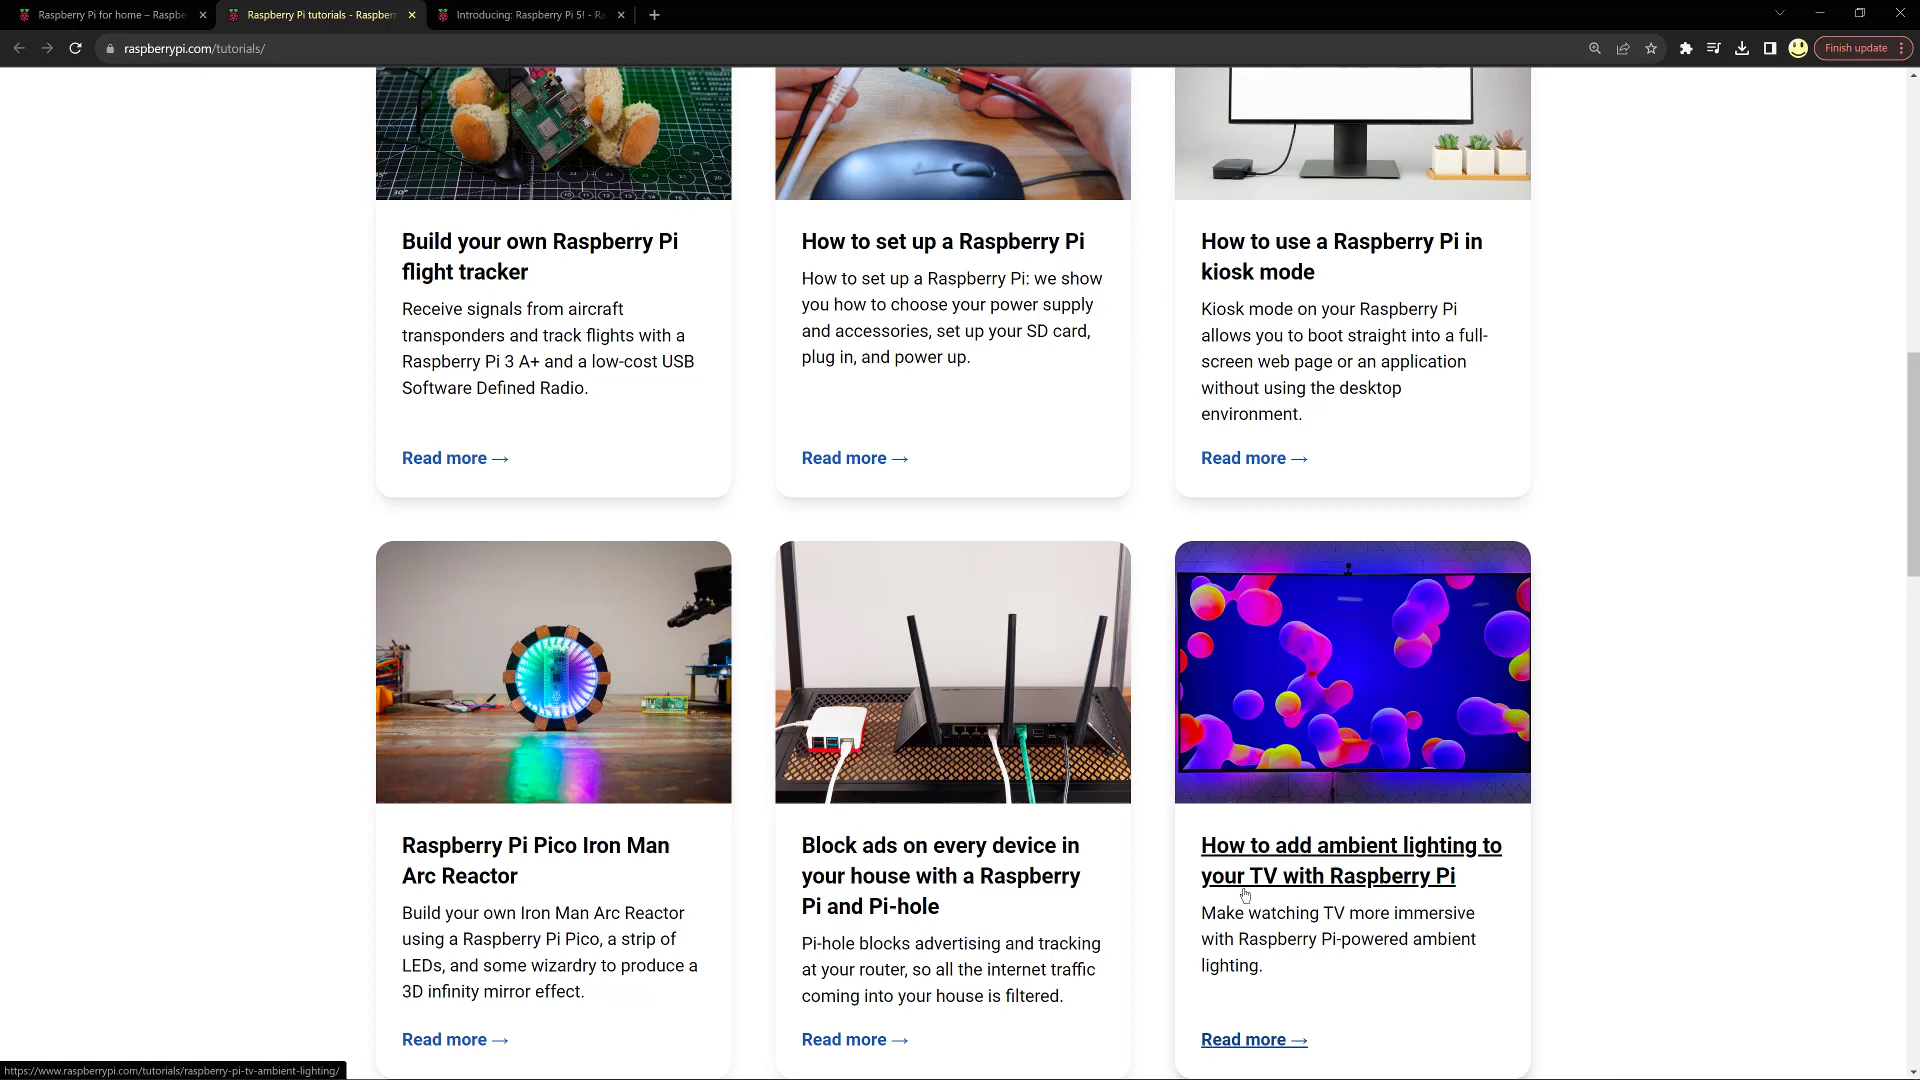 Raspberry Pi for home – Raspbe
Raspberry Pi tutorials - Raspber
Introducing: Raspberry Pi 5! - Ra
raspberrypi.com/tutorials/
Finish update
Build your own Raspberry Pi
flight tracker
Receive signals from aircraft
transponders and track flights with a
Raspberry Pi 3 A+ and a low-cost USB
Software Defined Radio.
Read more →
How to set up a Raspberry Pi
How to set up a Raspberry Pi: we show
you how to choose your power supply
and accessories, set up your SD card,
plug in, and power up.
Read more →
How to use a Raspberry Pi in
kiosk mode
Kiosk mode on your Raspberry Pi
allows you to boot straight into a full-
screen web page or an application
without using the desktop
environment.
Read more →
Raspberry Pi Pico Iron Man
Arc Reactor
Build your own Iron Man Arc Reactor
using a Raspberry Pi Pico, a strip of
LEDs, and some wizardry to produce a
3D infinity mirror effect.
Read more →
Block ads on every device in
your house with a Raspberry
Pi and Pi-hole
Pi-hole blocks advertising and tracking
at your router, so all the internet traffic
coming into your house is filtered.
Read more →
How to add ambient lighting to
your TV with Raspberry Pi
Make watching TV more immersive
with Raspberry Pi-powered ambient
lighting.
Read more →
https://www.raspberrypi.com/tutorials/raspberry-pi-tv-ambient-lighting/